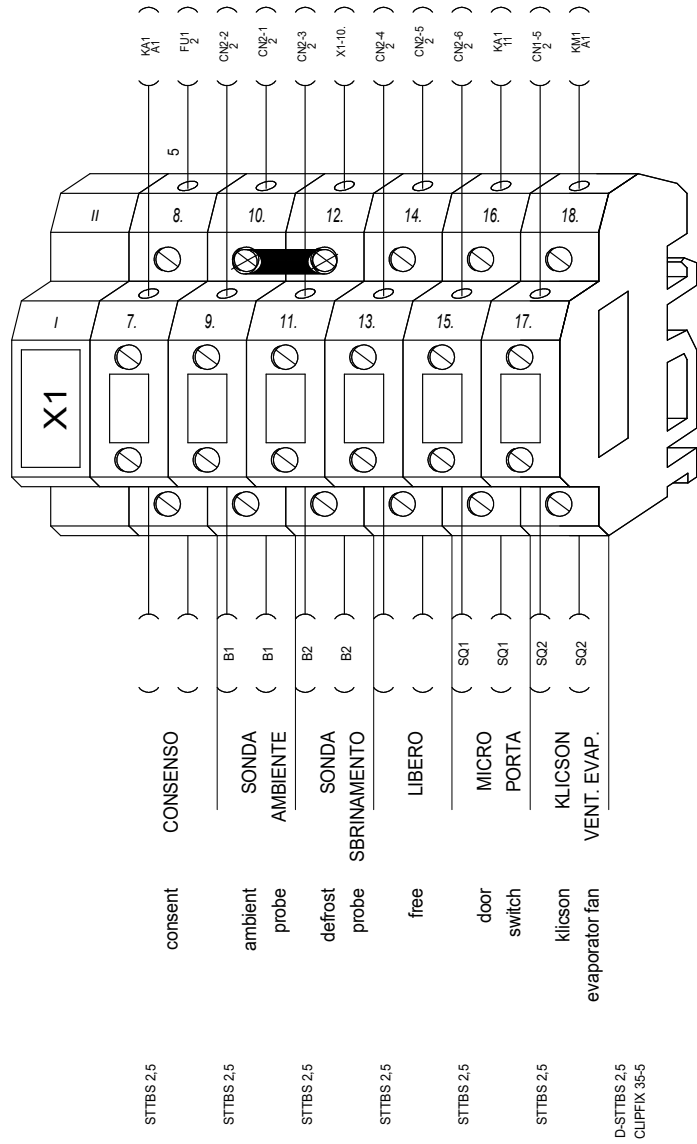 KA1
A1
FU1
2
CN2-2
2
CN2-1
2
CN2-3
2
X1-10.
CN2-4
2
CN2-5
2
CN2-6
2
KA1
11
CN1-5
2
KM1
A1
5
II
8.
10.
12.
14.
16.
18.
I
7.
9.
11.
13.
15.
17.
X1
B1
B1
B2
B2
SQ1
SQ1
SQ2
SQ2
CONSENSO
SONDA
AMBIENTE
SONDA
SBRINAMENTO
LIBERO
MICRO
PORTA
KLICSON
VENT. EVAP.
consent
ambient
probe
defrost
probe
free
door
switch
klicson
evaporator fan
STTBS 2,5
STTBS 2,5
STTBS 2,5
STTBS 2,5
STTBS 2,5
STTBS 2,5
D-STTBS 2,5
CLIPFIX 35-5